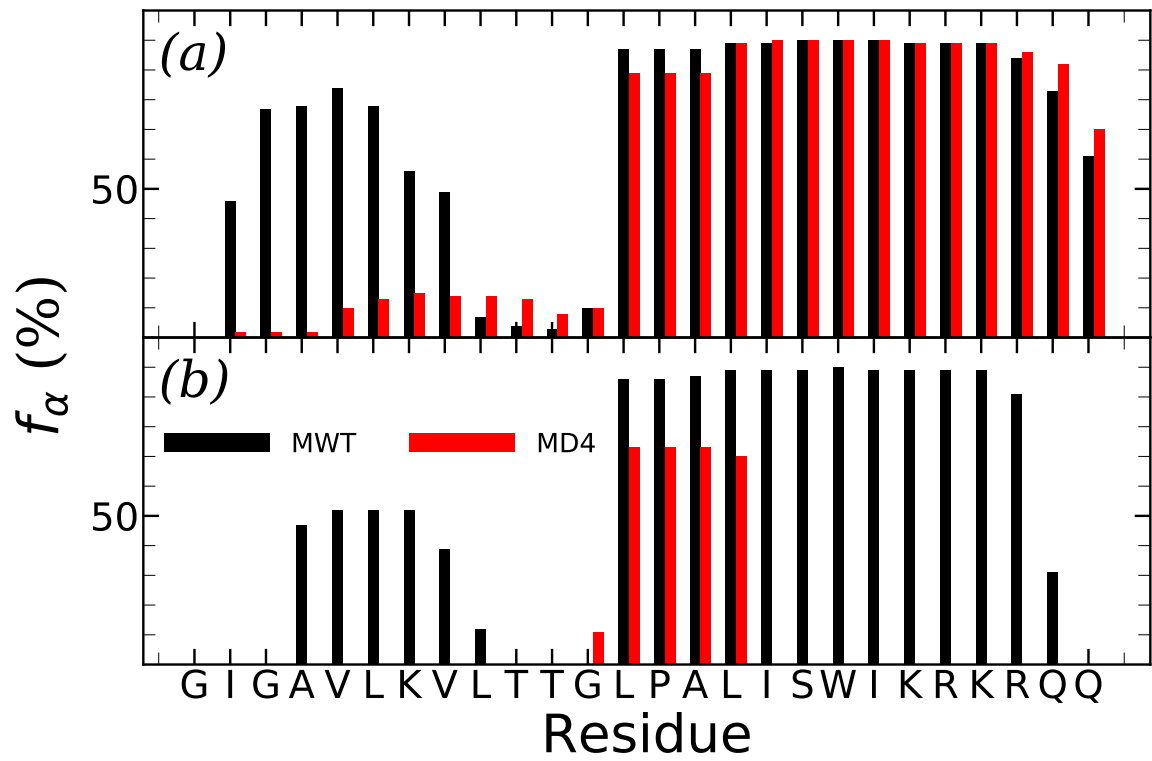 (a)
50
f_α (%)
(b)
MWT MD4
50
G I G A V L K V L T T G L P A L I S W I K R K R Q Q
Residue